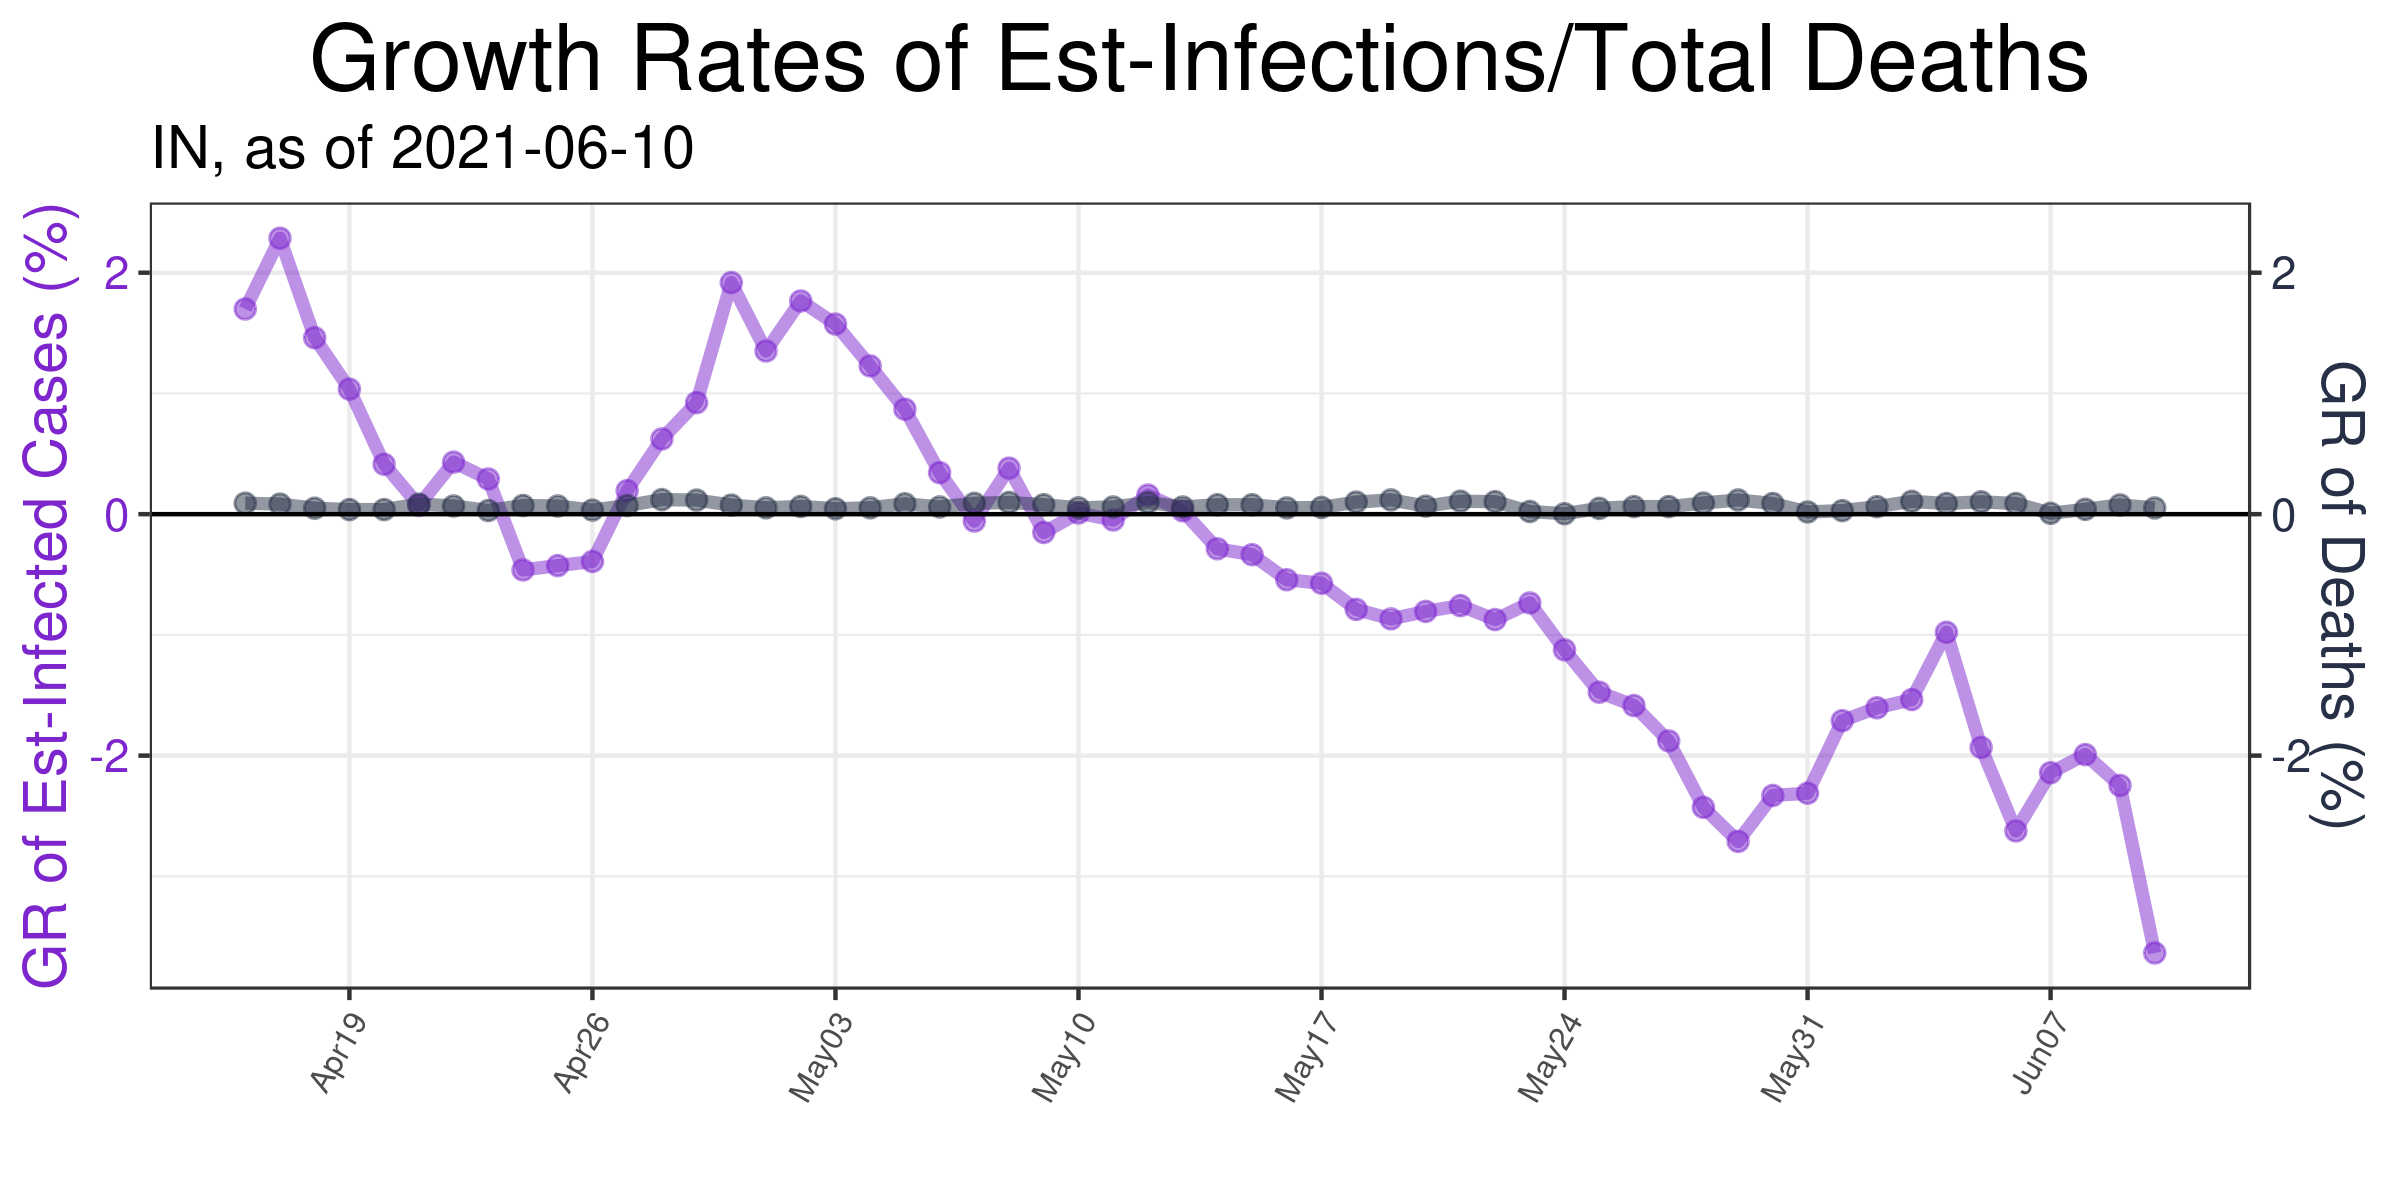 Growth Rates of Est-Infections/Total Deaths
IN, as of 2021-06-10
GR of Est-Infected Cases (%)
2
0
-2
2
0
-2
GR of Deaths (%)
Apr19
Apr26
May03
May10
May17
May24
May31
Jun07